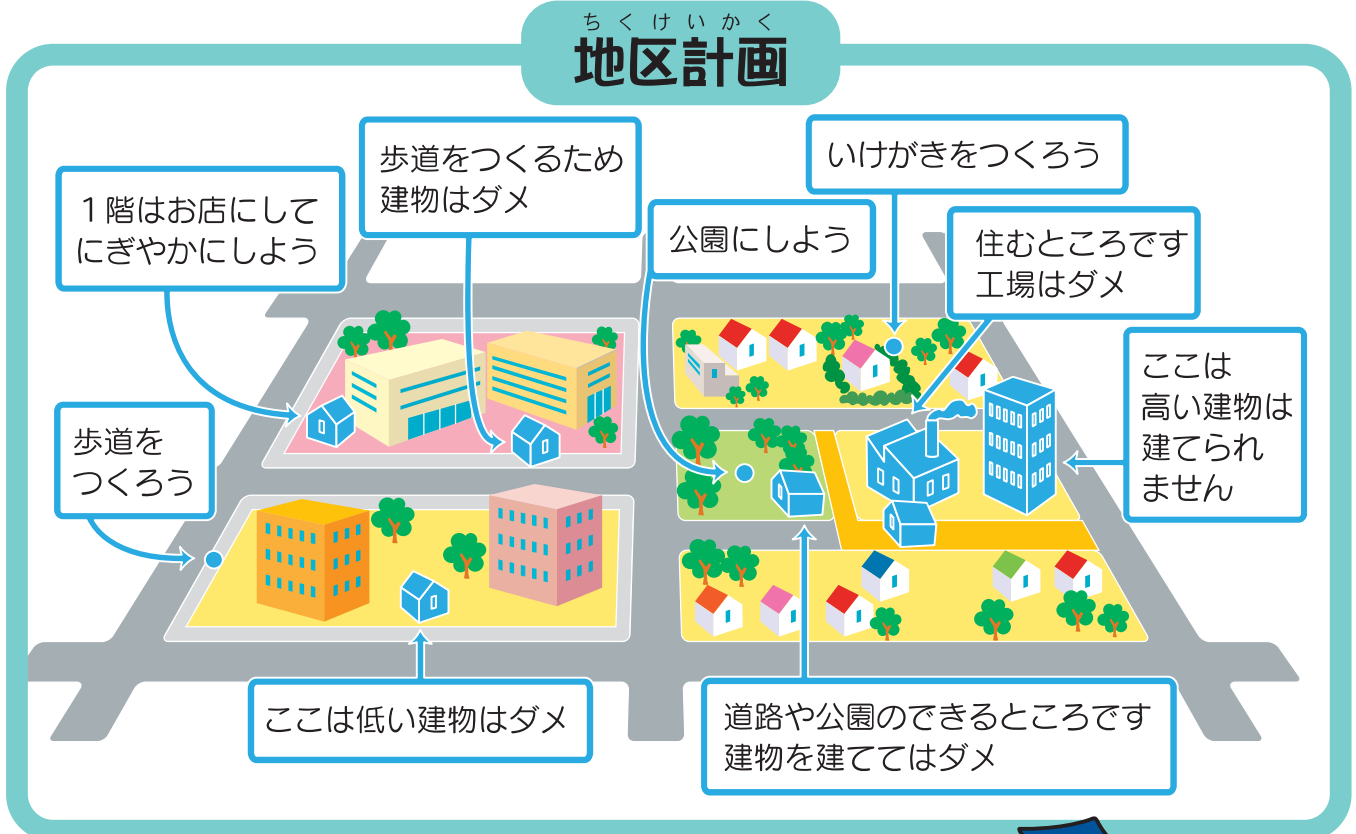 ちくけいかく
地区計画
1階はお店にして
にぎやかにしよう
歩道をつくるため
建物はダメ
いけがきをつくろう
公園にしよう
住むところです
工場はダメ
ここは
高い建物は
建てられ
ません
歩道を
つくろう
ここは低い建物はダメ
道路や公園のできるところです
建物を建ててはダメ